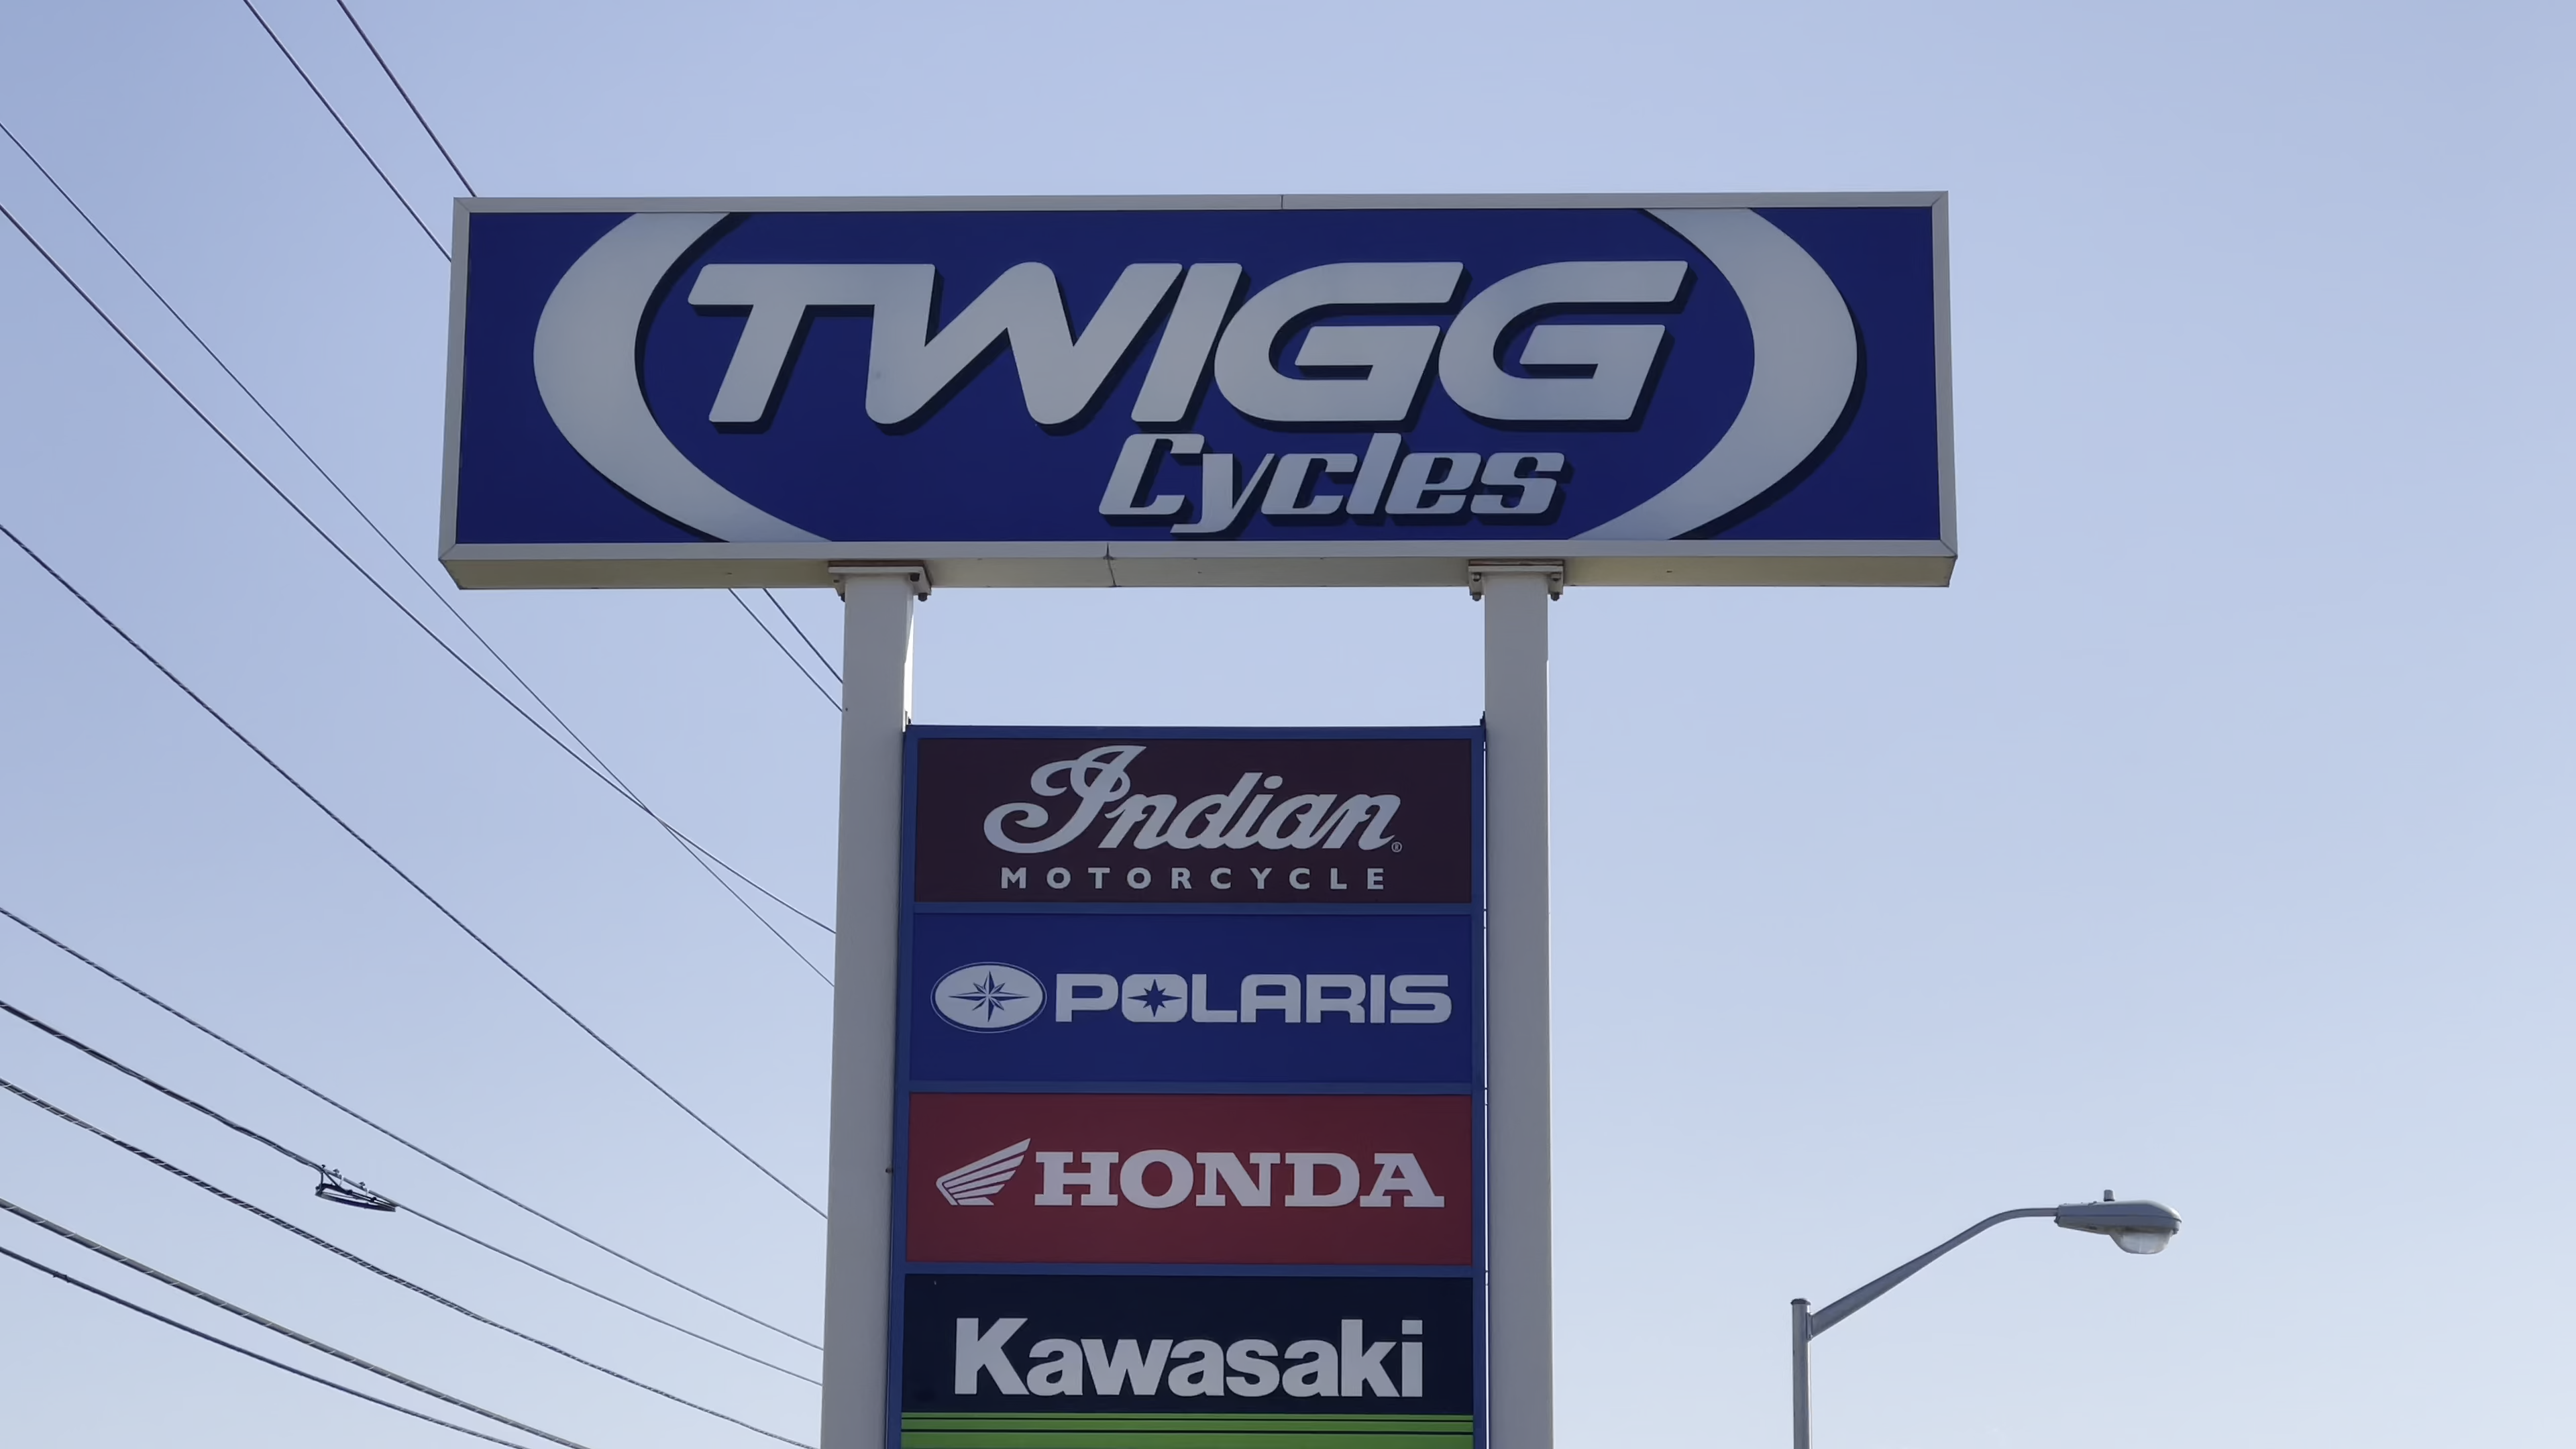 TWIGG
Cycles
Indian®
MOTORCYCLE
POLARIS
HONDA
Kawasaki